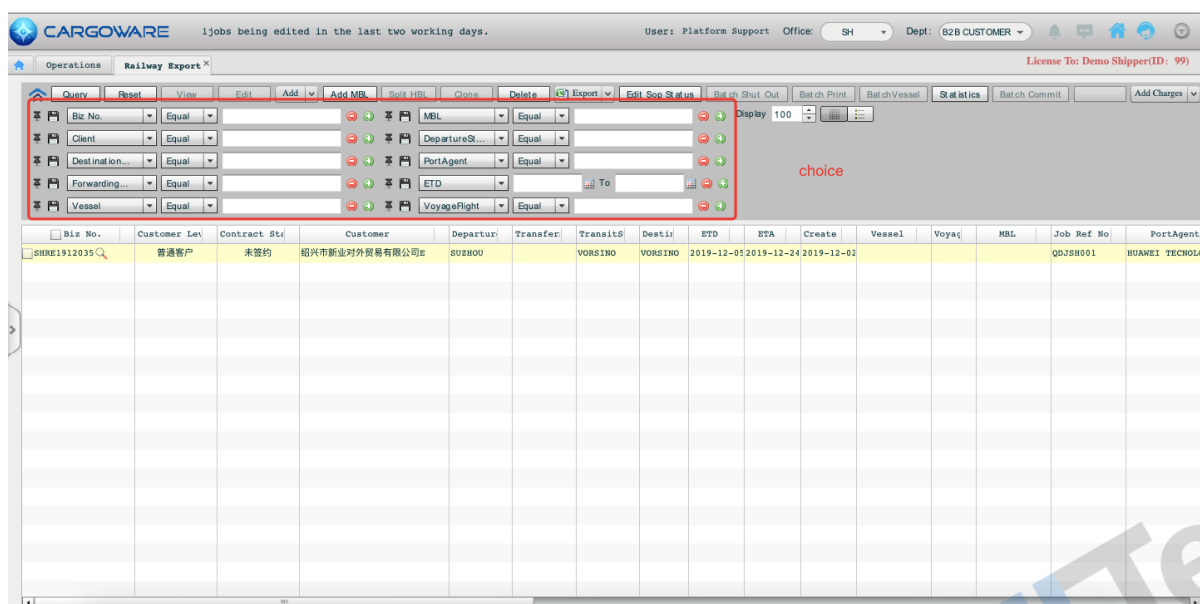 CARGOWARE 1jobs being edited in the last two working days. User: Platform Support Office: SH Dept: B2B CUSTOMER
Operations Railway Export License To: Demo Shipper(ID: 99)
Query Reset View Edit Add Add MBL Split HBL Clone Delete Export Edit Sop Status Batch Shut Out Batch Print BatchVessel Statistics Batch Commit Add Charges
Biz No. Equal MBL Equal Display 100
Client Equal DepartureSt... Equal
Destination... Equal PortAgent Equal
choice
Forwarding... Equal ETD To
Vessel Equal VoyageFlight Equal
Biz No. Customer Lev Contract Sta Customer Departur Transfer TransitS Destin ETD ETA Create Vessel Voyag MBL Job Ref No PortAgent
SHRE1912035 普通客户 未签约 绍兴市新业对外贸易有限公司E SUZHOU VORSINO VORSINO 2019-12-05 2019-12-24 2019-12-02 QDJSH001 HUAWEI TECNOL